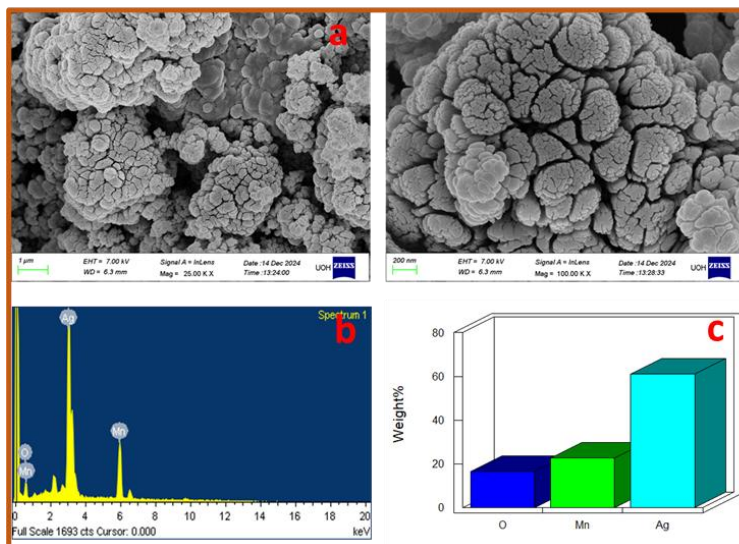 a
1 µm
EHT = 7.00 kV
WD = 6.3 mm
Signal A = InLens
Mag = 25.00 K X
Date :14 Dec 2024
Time :13:24:00
UOH
ZEISS
200 nm
EHT = 7.00 kV
WD = 6.3 mm
Signal A = InLens
Mag = 100.00 K X
Date :14 Dec 2024
Time :13:28:33
UOH
ZEISS
Spectrum 1
b
Ag
Mn
O
Mn
0 2 4 6 8 10 12 14 16 18 20
Full Scale 1693 cts Cursor: 0.000
keV
c
Weight%
80
60
40
20
0
O Mn Ag